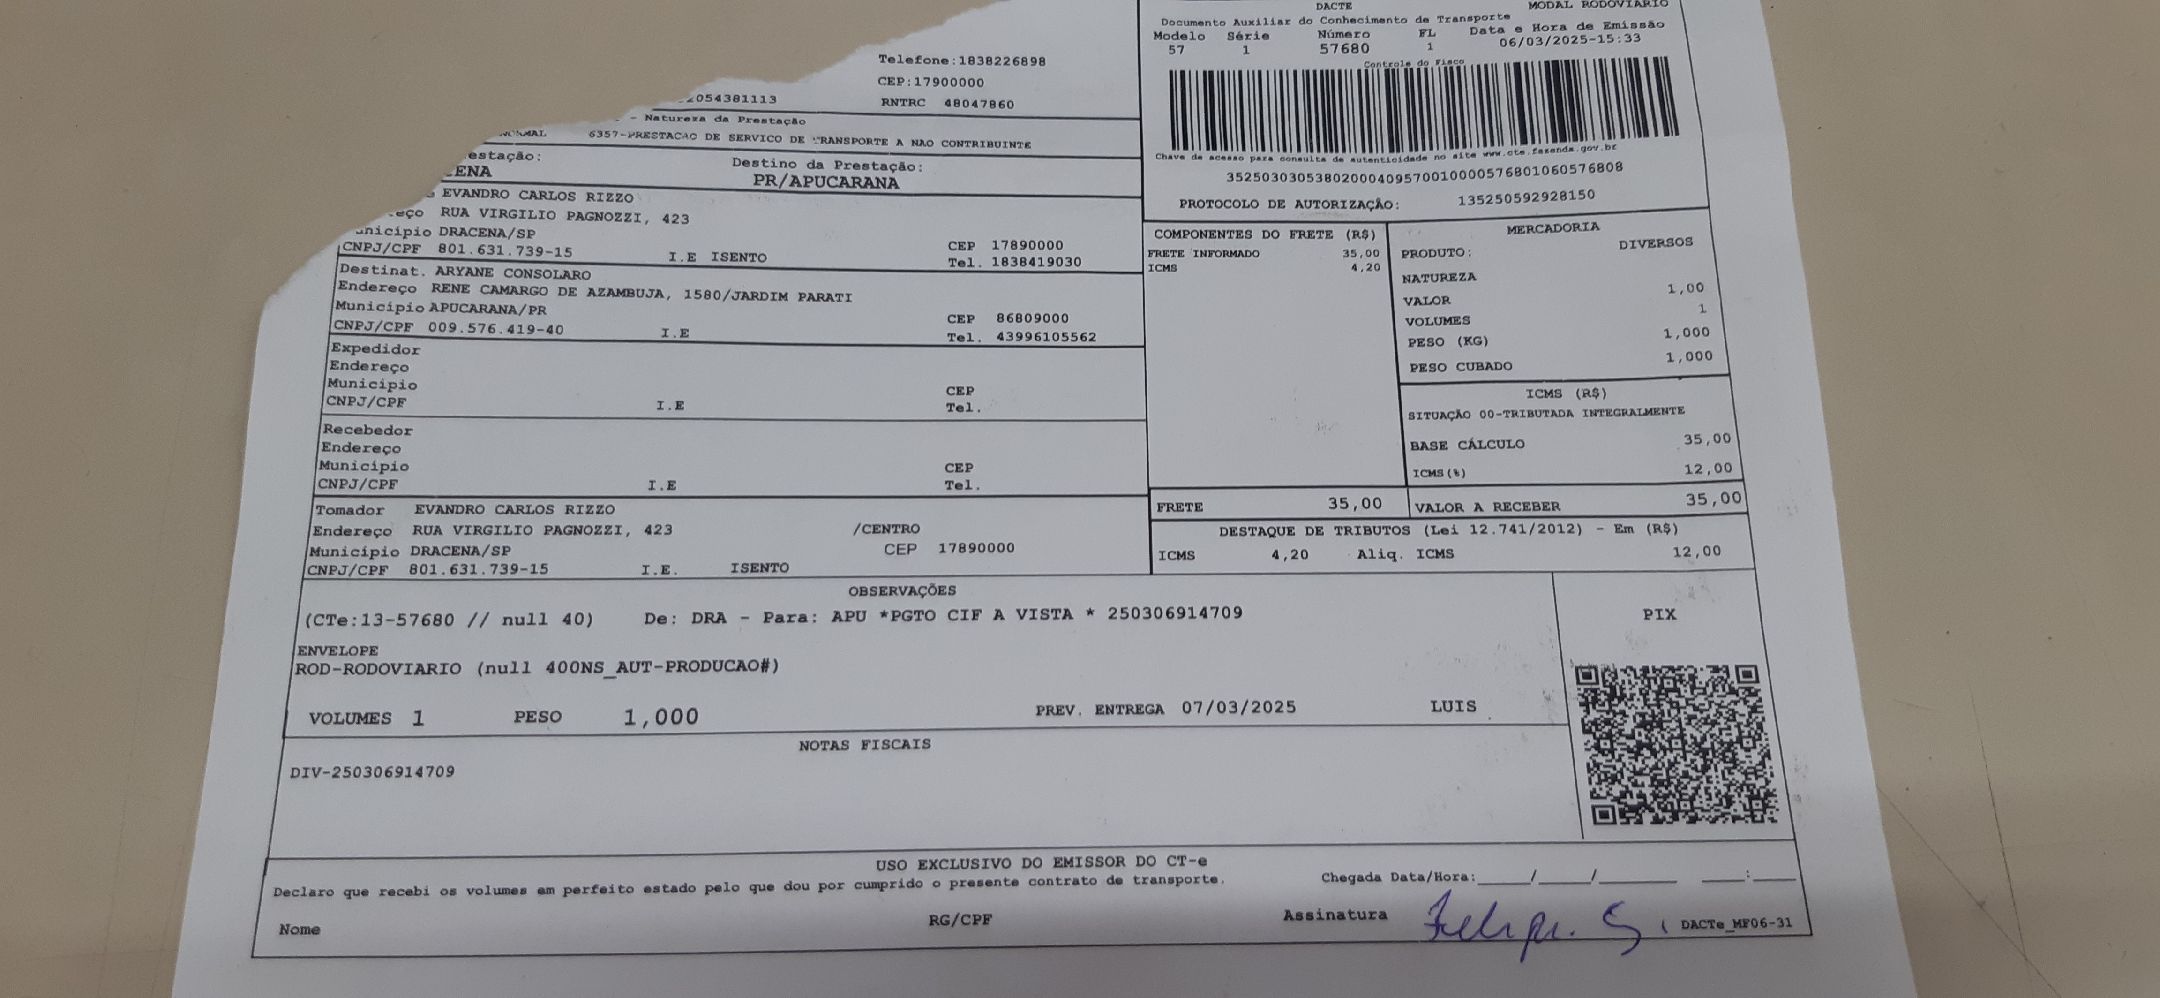 DACTE MODAL RODOVIÁRIO
Documento Auxiliar do Conhecimento de Transporte
Modelo Série Número FL Data e Hora de Emissão
57 1 57680 1 06/03/2025-15:33
Controle do Fisco
Telefone:1838226898
CEP:17900000
2054381113 RNTRC 48047860
- Natureza da Prestação
NORMAL 6357-PRESTACAO DE SERVICO DE TRANSPORTE A NAO CONTRIBUINTE
Chave de acesso para consulta de autenticidade no site www.cte.fazenda.gov.br
35250303053802000409570010000576801060576808
PROTOCOLO DE AUTORIZAÇÃO: 135250592928150
estação: Destino da Prestação:
CENA PR/APUCARANA
EVANDRO CARLOS RIZZO
eço RUA VIRGILIO PAGNOZZI, 423
unicipio DRACENA/SP CEP 17890000
CNPJ/CPF 801.631.739-15 I.E ISENTO Tel. 1838419030
Destinat. ARYANE CONSOLARO
Endereço RENE CAMARGO DE AZAMBUJA, 1580/JARDIM PARATI
Municipio APUCARANA/PR CEP 86809000
CNPJ/CPF 009.576.419-40 I.E Tel. 43996105562
Expedidor
Endereço
Municipio CEP
CNPJ/CPF I.E Tel.
Recebedor
Endereço
Municipio CEP
CNPJ/CPF I.E Tel.
Tomador EVANDRO CARLOS RIZZO
Endereço RUA VIRGILIO PAGNOZZI, 423 /CENTRO
Municipio DRACENA/SP CEP 17890000
CNPJ/CPF 801.631.739-15 I.E. ISENTO
COMPONENTES DO FRETE (R$)
FRETE INFORMADO 35,00
ICMS 4,20
MERCADORIA
PRODUTO: DIVERSOS
NATUREZA
VALOR 1,00
VOLUMES 1
PESO (KG) 1,000
PESO CUBADO 1,000
ICMS (R$)
SITUAÇÃO 00-TRIBUTADA INTEGRALMENTE
BASE CÁLCULO 35,00
ICMS(%) 12,00
FRETE 35,00 VALOR A RECEBER 35,00
DESTAQUE DE TRIBUTOS (Lei 12.741/2012) - Em (R$)
ICMS 4,20 Aliq. ICMS 12,00
OBSERVAÇÕES
(CTe:13-57680 // null 40) De: DRA - Para: APU *PGTO CIF A VISTA * 250306914709
PIX
ENVELOPE
ROD-RODOVIARIO (null 400NS_AUT-PRODUCAO#)
VOLUMES 1 PESO 1,000 PREV. ENTREGA 07/03/2025 LUIS
NOTAS FISCAIS
DIV-250306914709
USO EXCLUSIVO DO EMISSOR DO CT-e
Declaro que recebi os volumes em perfeito estado pelo que dou por cumprido o presente contrato de transporte. Chegada Data/Hora:____/____/______ ____:____
Nome RG/CPF Assinatura DACTe_MF06-31